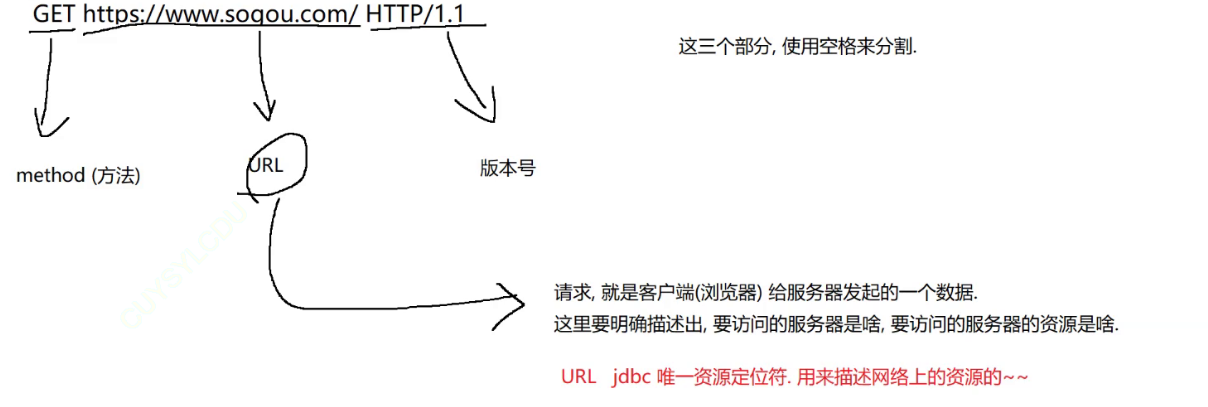 GET https://www.sogou.com/ HTTP/1.1
这三个部分, 使用空格来分割.
method (方法)
URL
版本号
请求, 就是客户端(浏览器) 给服务器发起的一个数据.
这里要明确描述出, 要访问的服务器是啥, 要访问的服务器的资源是啥.
URL jdbc 唯一资源定位符. 用来描述网络上的资源的~~